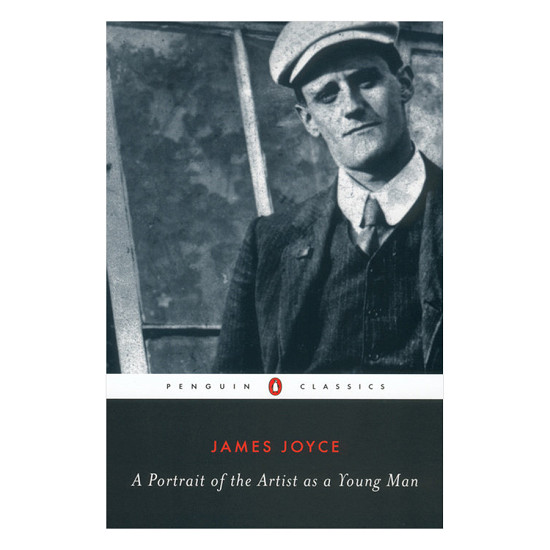 PENGUIN CLASSICS
JAMES JOYCE
A Portrait of the Artist as a Young Man